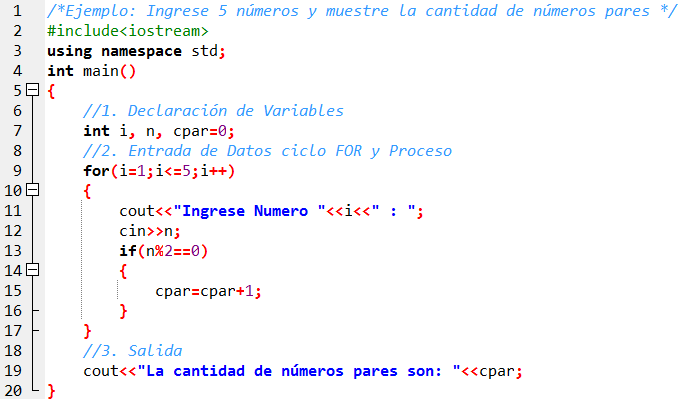 1 /*Ejemplo: Ingrese 5 números y muestre la cantidad de números pares */
2 #include<iostream>
3 using namespace std;
4 int main()
5 {
6 //1. Declaración de Variables
7 int i, n, cpar=0;
8 //2. Entrada de Datos ciclo FOR y Proceso
9 for(i=1;i<=5;i++)
10 {
11 cout<<"Ingrese Numero "<<i<<" : ";
12 cin>>n;
13 if(n%2==0)
14 {
15 cpar=cpar+1;
16 }
17 }
18 //3. Salida
19 cout<<"La cantidad de números pares son: "<<cpar;
20 }